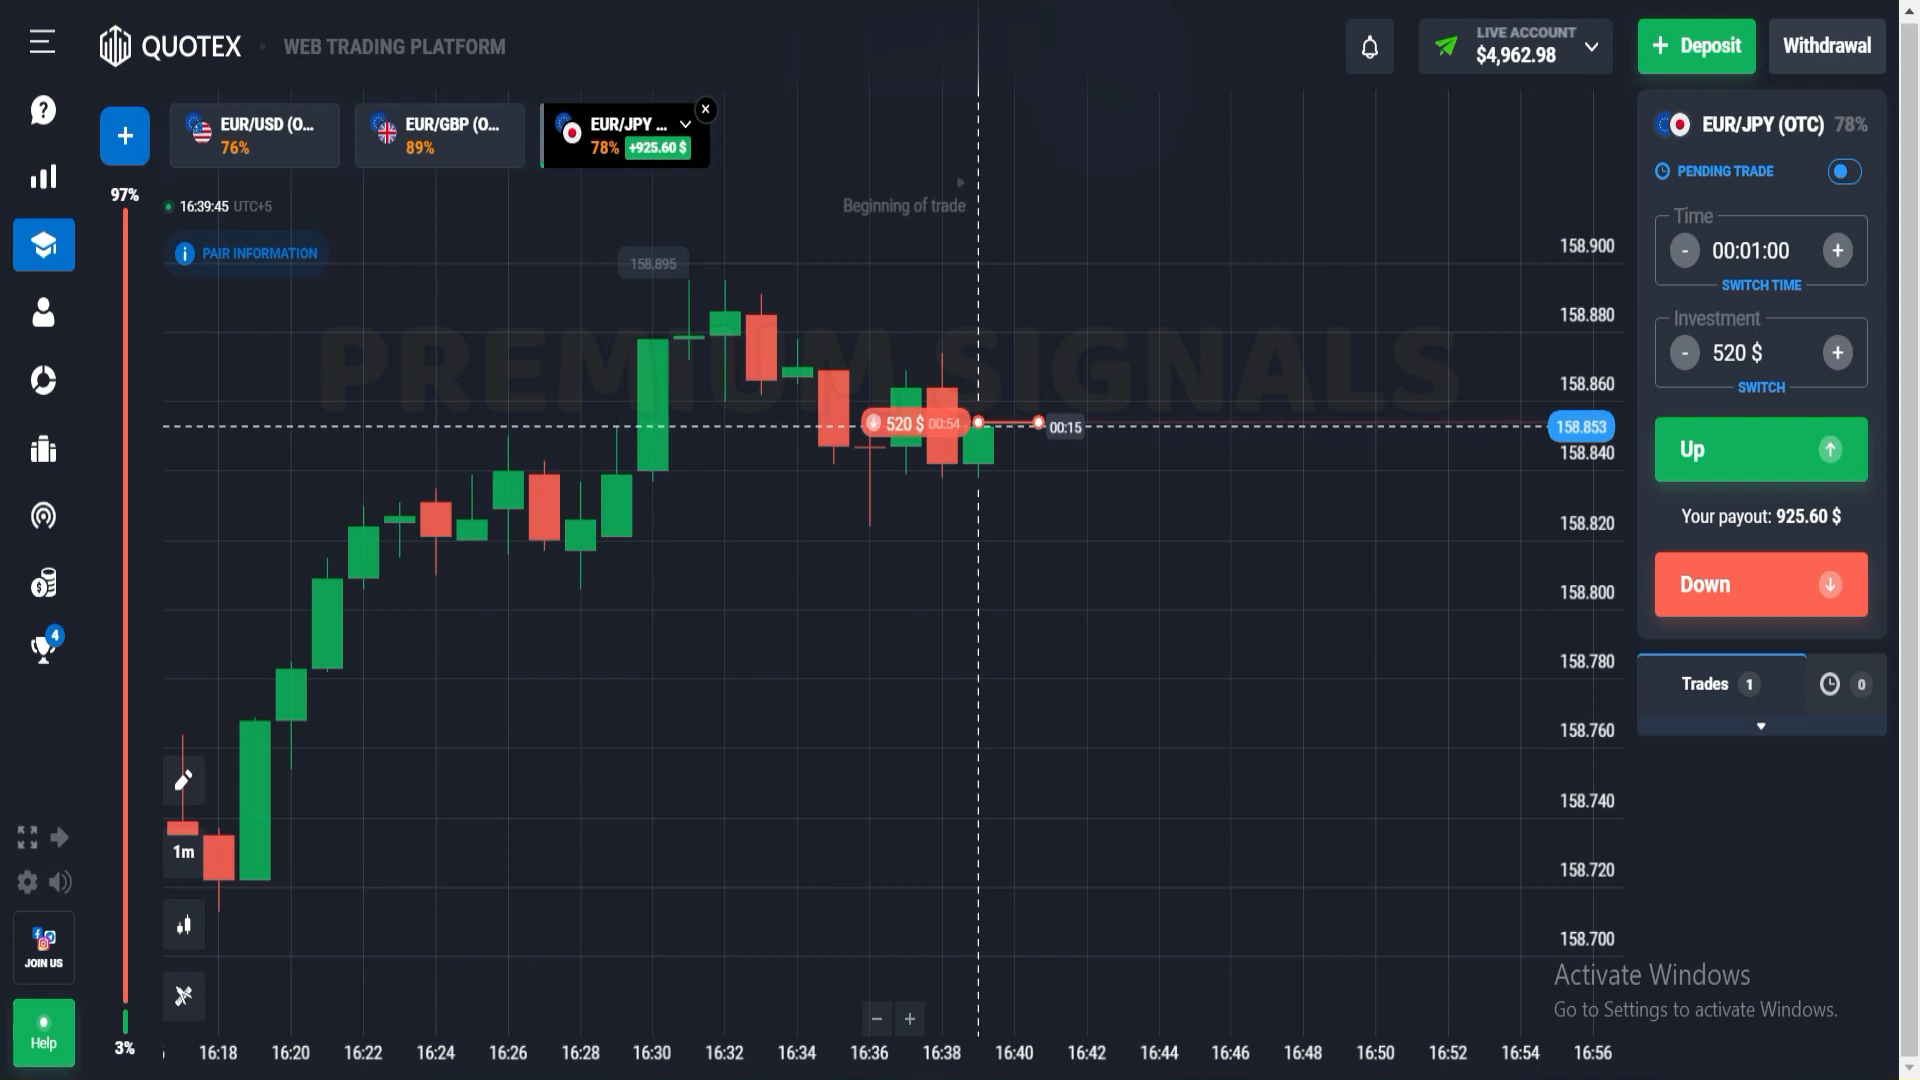 QUOTEX
WEB TRADING PLATFORM
LIVE ACCOUNT
$4,962.98
+ Deposit
Withdrawal
+
EUR/USD (O...
76%
EUR/GBP (O...
89%
EUR/JPY ...
78% +925.60 $
97%
16:39:45 UTC+5
PAIR INFORMATION
Beginning of trade
158.895
PREMIUM SIGNALS
520 $ 00:54
00:15
158.900
158.880
158.860
158.853
158.840
158.820
158.800
158.780
158.760
158.740
158.720
158.700
EUR/JPY (OTC) 78%
PENDING TRADE
Time
- 00:01:00 +
SWITCH TIME
Investment
- 520 $ +
SWITCH
Up
Your payout: 925.60 $
Down
Trades 1
0
4
1m
JOIN US
Help
3%
16:18 16:20 16:22 16:24 16:26 16:28 16:30 16:32 16:34 16:36 16:38 16:40 16:42 16:44 16:46 16:48 16:50 16:52 16:54 16:56
Activate Windows
Go to Settings to activate Windows.